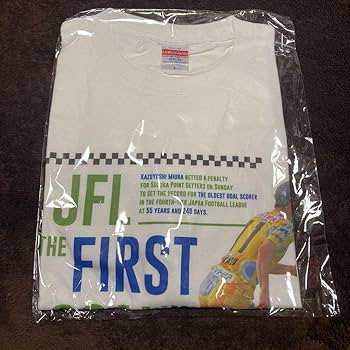 KAZUYOSHI MIURA NETTED A PENALTY
FOR SUZUKA POINT GETTERS ON SUNDAY
TO SET THE RECORD FOR THE OLDEST GOAL SCORER
IN THE FOURTH-TIER JAPAN FOOTBALL LEAGUE
AT 55 YEARS AND 248 DAYS.
JFL
THE FIRST